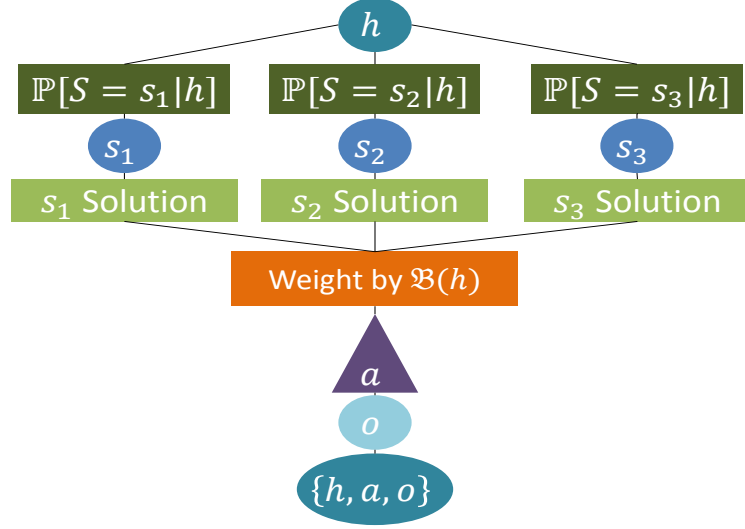 h
ℙ[S = s₁|h] ℙ[S = s₂|h] ℙ[S = s₃|h]
s₁ s₂ s₃
s₁ Solution s₂ Solution s₃ Solution
Weight by 𝔅(h)
a
o
{h, a, o}